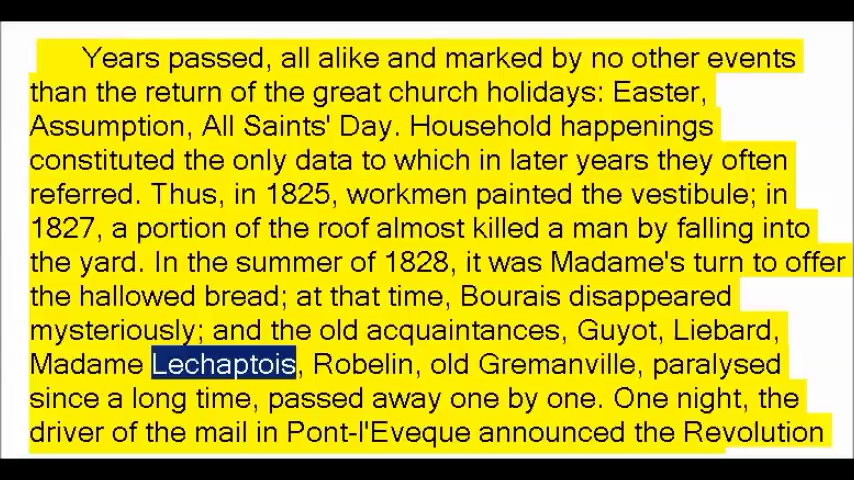 Years passed, all alike and marked by no other events
than the return of the great church holidays: Easter,
Assumption, All Saints' Day. Household happenings
constituted the only data to which in later years they often
referred. Thus, in 1825, workmen painted the vestibule; in
1827, a portion of the roof almost killed a man by falling into
the yard. In the summer of 1828, it was Madame's turn to offer
the hallowed bread; at that time, Bourais disappeared
mysteriously; and the old acquaintances, Guyot, Liebard,
Madame Lechaptois, Robelin, old Gremanville, paralysed
since a long time, passed away one by one. One night, the
driver of the mail in Pont-l'Eveque announced the Revolution